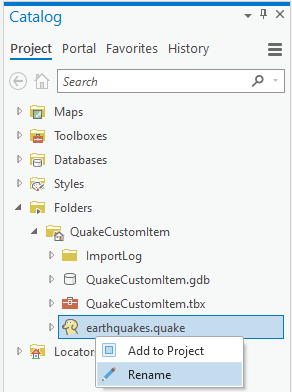 Catalog
Project Portal Favorites History
Search
Maps
Toolboxes
Databases
Styles
Folders
QuakeCustomItem
ImportLog
QuakeCustomItem.gdb
QuakeCustomItem.tbx
earthquakes.quake
Locators
Add to Project
Rename